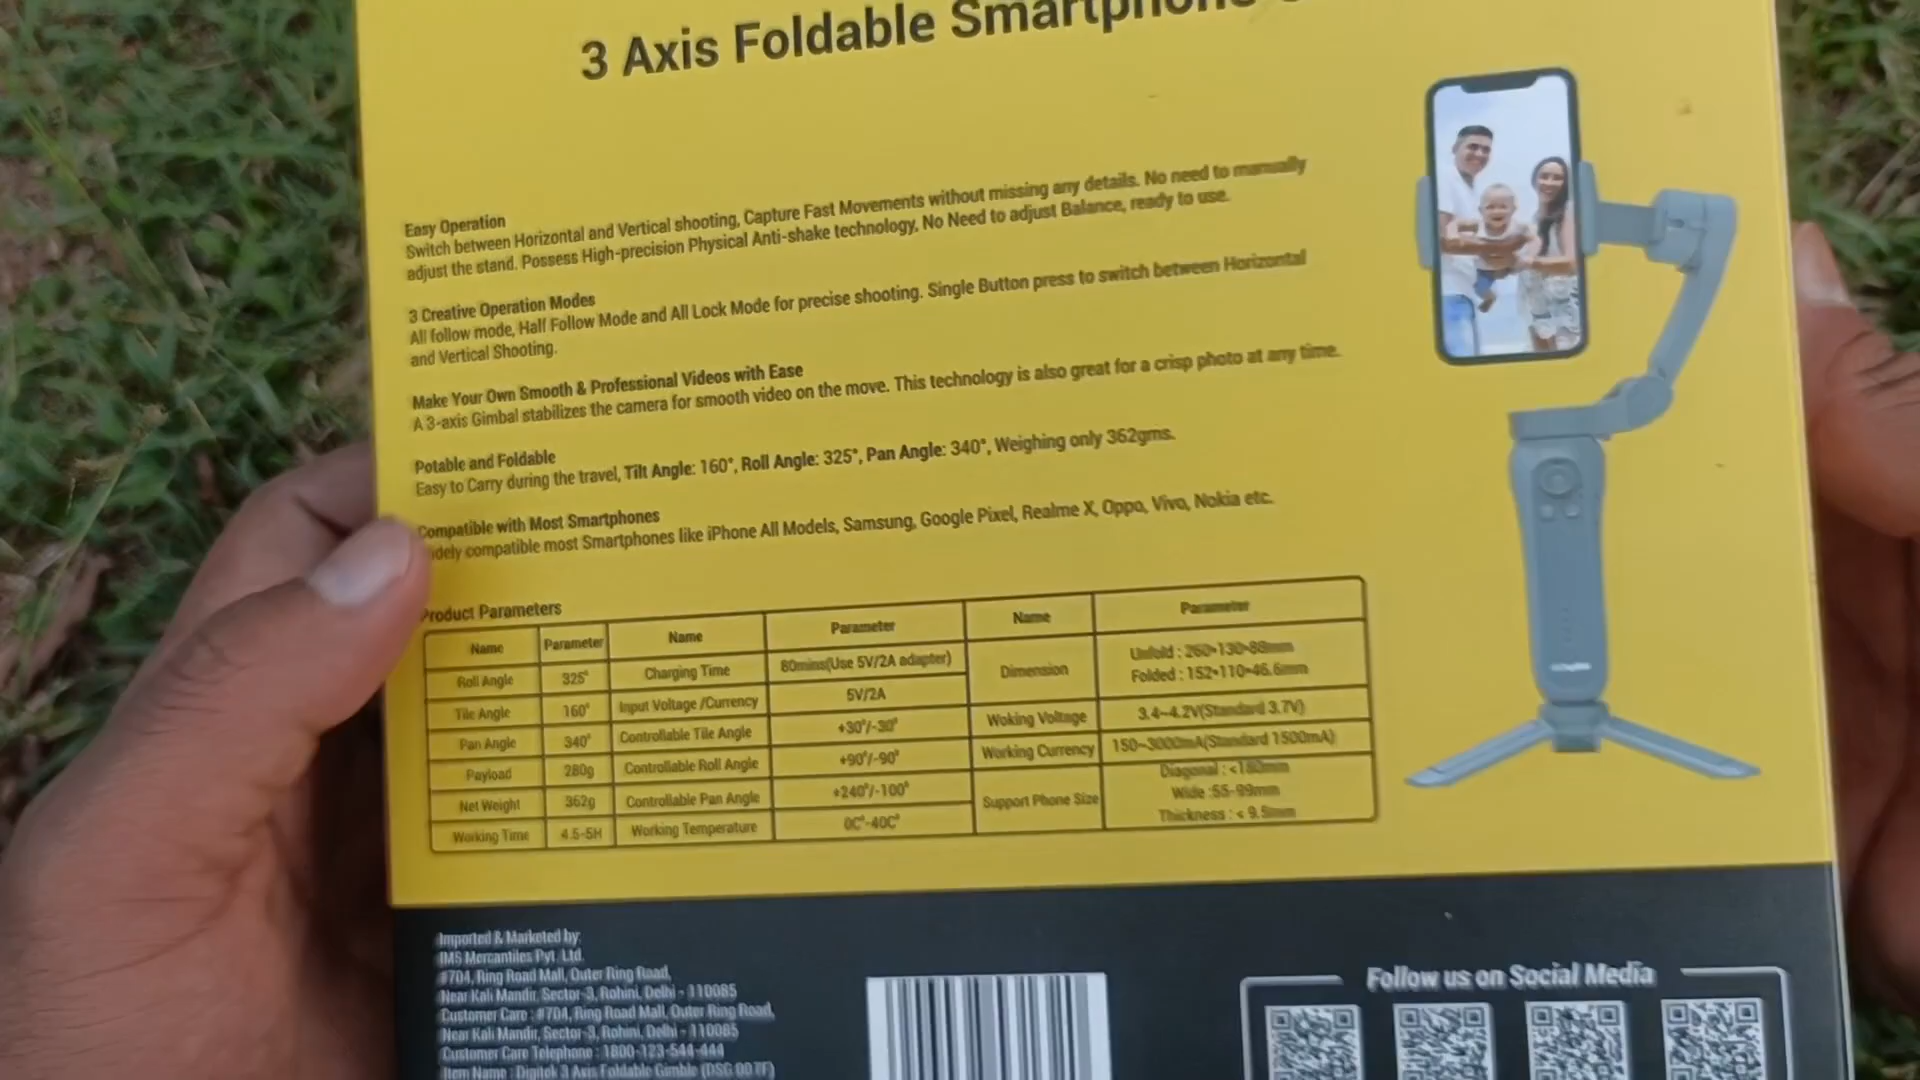 3 Axis Foldable Smartphone
Easy Operation
Switch between Horizontal and Vertical shooting, Capture Fast Movements without missing any details. No need to manually
adjust the stand. Possess High-precision Physical Anti-shake technology, No Need to adjust Balance, ready to use.
3 Creative Operation Modes
All follow mode, Half Follow Mode and All Lock Mode for precise shooting. Single Button press to switch between Horizontal
and Vertical Shooting.
Make Your Own Smooth & Professional Videos with Ease
A 3-axis Gimbal stabilizes the camera for smooth video on the move. This technology is also great for a crisp photo at any time.
Potable and Foldable
Easy to Carry during the travel, Tilt Angle: 160°, Roll Angle: 325°, Pan Angle: 340°, Weighing only 362gms.
Compatible with Most Smartphones
idely compatible most Smartphones like iPhone All Models, Samsung, Google Pixel, Realme X, Oppo, Vivo, Nokia etc.
Product Parameters
Name Parameter Name Parameter Name Parameter
Roll Angle 325° Charging Time 80mins(Use 5V/2A adapter) Dimension Unfold : 260*130*88mm
Folded : 152*110*46.6mm
Tile Angle 160° Input Voltage /Currency 5V/2A
Pan Angle 340° Controllable Tile Angle +30°/-30° Woking Voltage 3.4~4.2V(Standard 3.7V)
Payload 280g Controllable Roll Angle +90°/-90° Working Currency 150~3000mA(Standard 1500mA)
Net Weight 362g Controllable Pan Angle +240°/-100° Support Phone Size Diagonal : <180mm
Wide :55-99mm
Thickness : < 9.5mm
Working Time 4.5-5H Working Temperature 0C°-40C°
Imported & Marketed by:
IMS Mercantiles Pvt. Ltd.
#704, Ring Road Mall, Outer Ring Road,
Near Kali Mandir, Sector-3, Rohini, Delhi - 110085
Customer Care : #704, Ring Road Mall, Outer Ring Road,
Near Kali Mandir, Sector-3, Rohini, Delhi - 110085
Customer Care Telephone : 1800-123-544-444
Item Name : Digitek 3 Axis Foldable Gimble (DSG 007F)
Follow us on Social Media